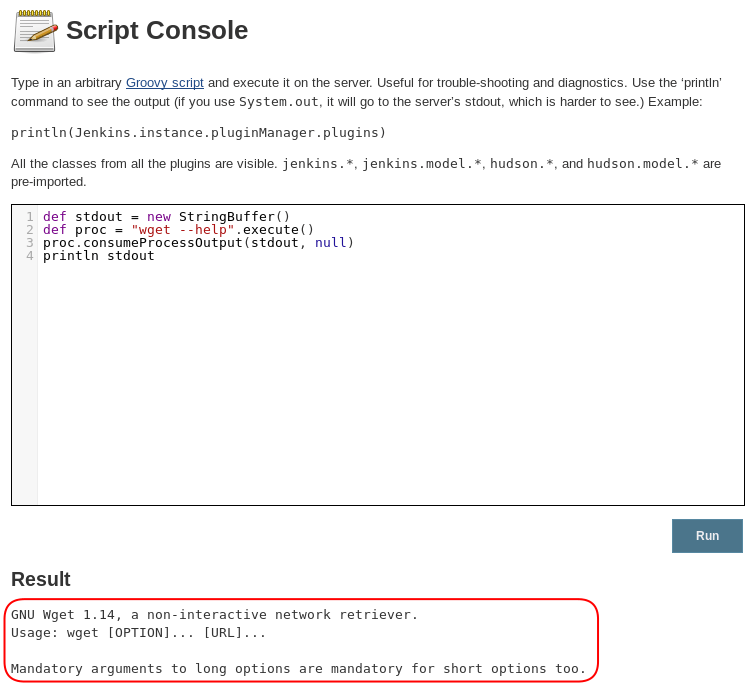 Script Console
Type in an arbitrary Groovy script and execute it on the server. Useful for trouble-shooting and diagnostics. Use the ‘println’
command to see the output (if you use System.out, it will go to the server’s stdout, which is harder to see.) Example:
println(Jenkins.instance.pluginManager.plugins)
All the classes from all the plugins are visible. jenkins.*, jenkins.model.*, hudson.*, and hudson.model.* are
pre-imported.
1 def stdout = new StringBuffer()
2 def proc = "wget --help".execute()
3 proc.consumeProcessOutput(stdout, null)
4 println stdout
Run
Result
GNU Wget 1.14, a non-interactive network retriever.
Usage: wget [OPTION]... [URL]...
Mandatory arguments to long options are mandatory for short options too.